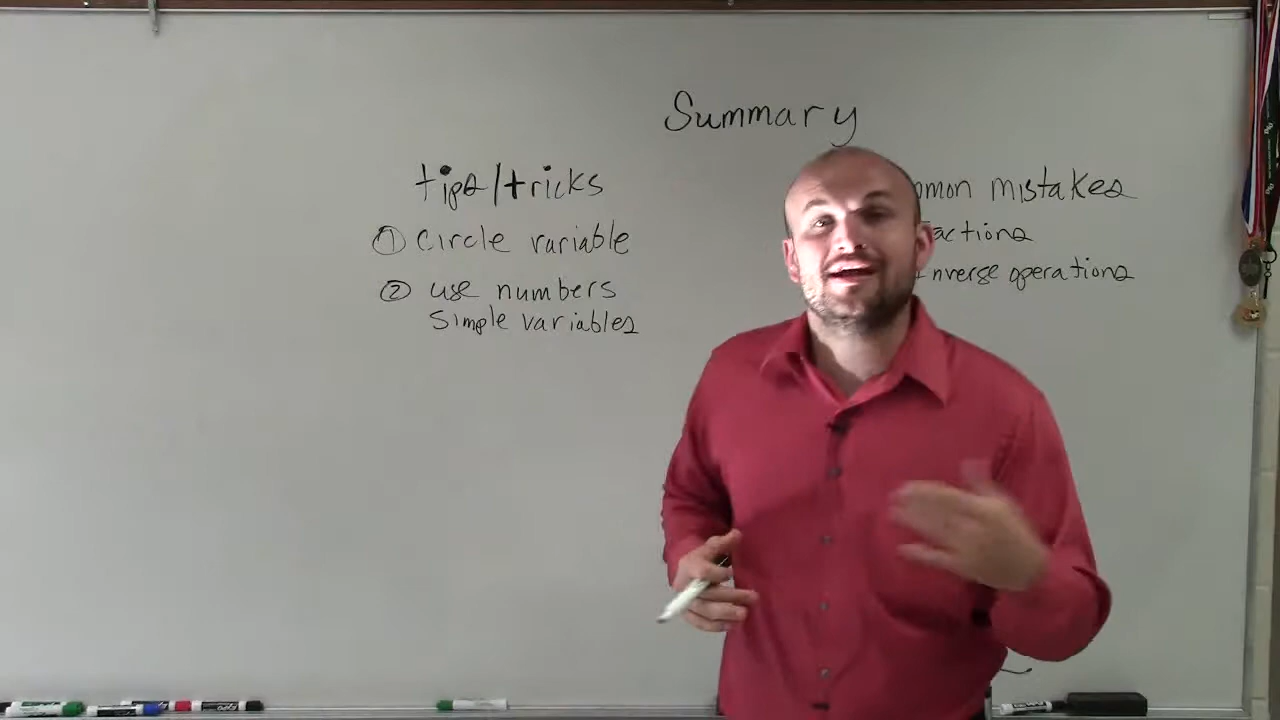 Summary
tips/tricks
① circle variable
② use numbers
simple variables
mistakes
inverse operations